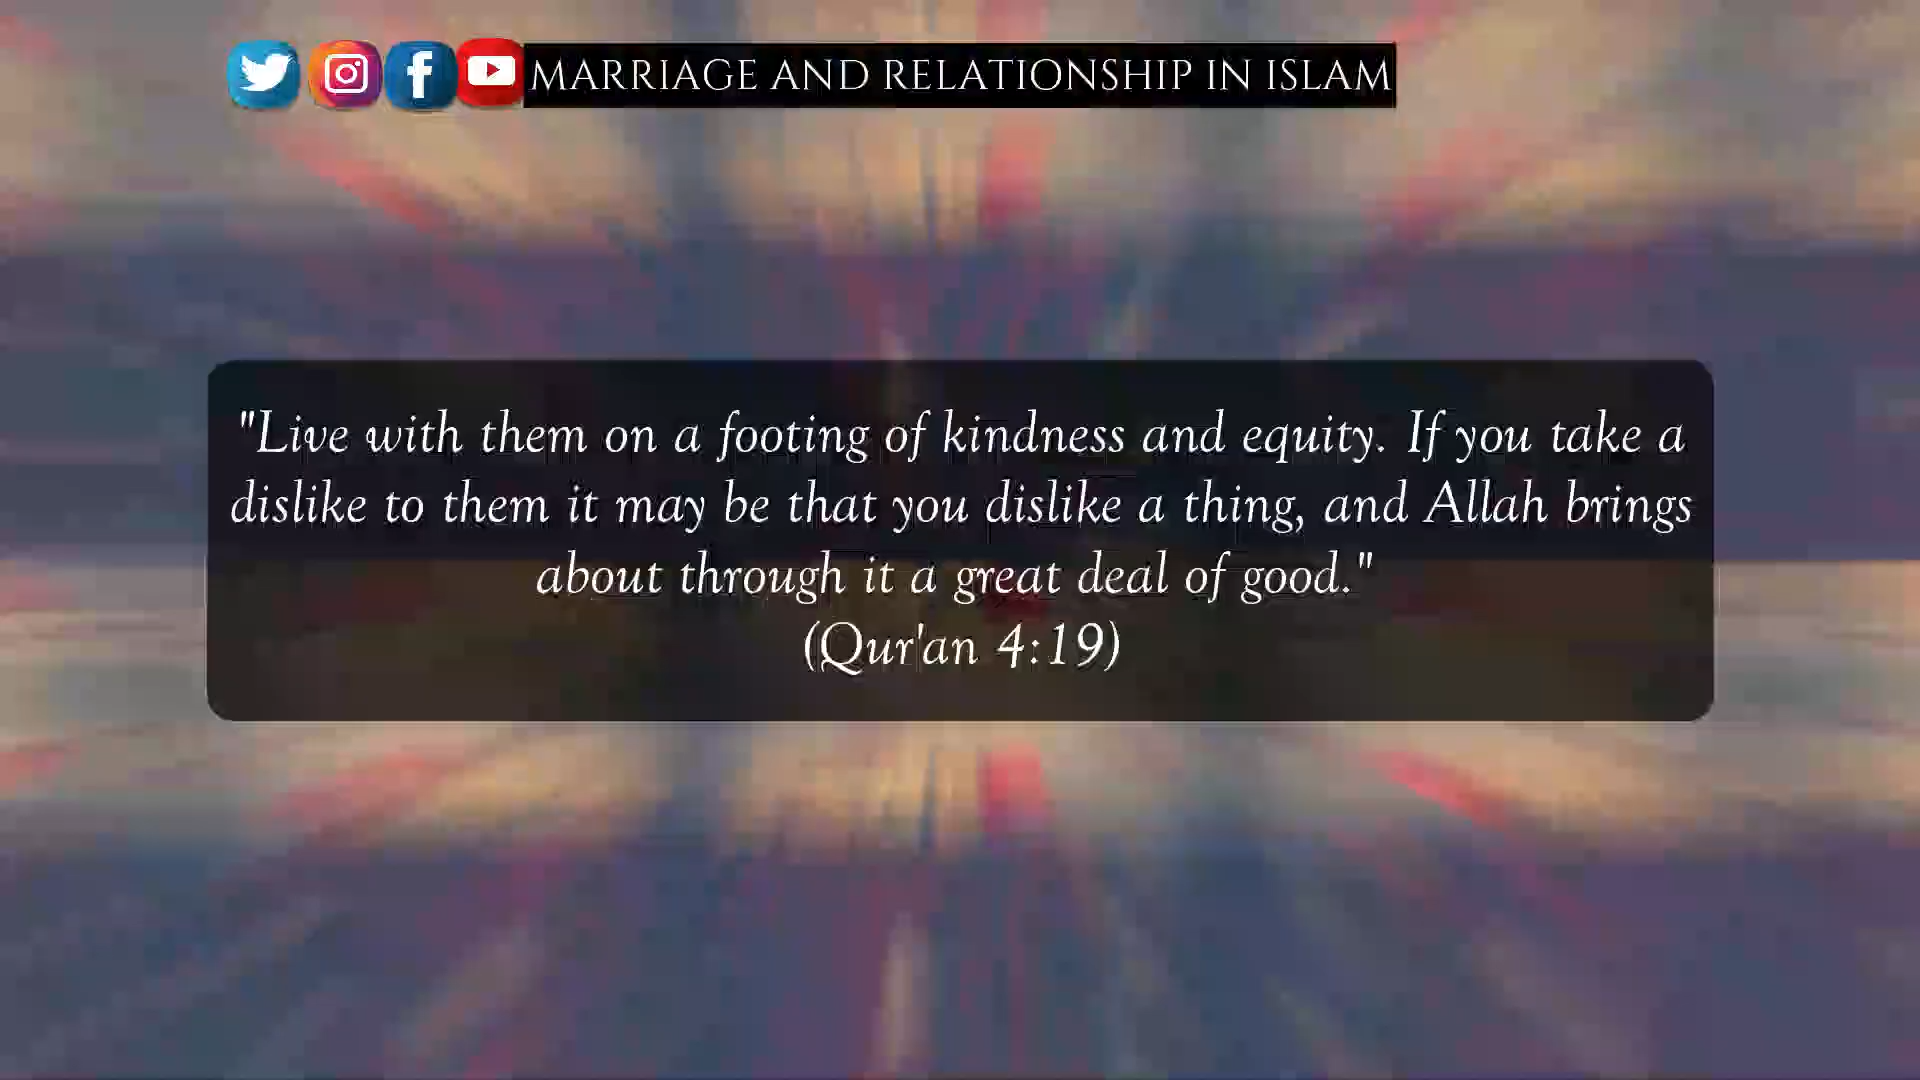 MARRIAGE AND RELATIONSHIP IN ISLAM
"Live with them on a footing of kindness and equity. If you take a
dislike to them it may be that you dislike a thing, and Allah brings
about through it a great deal of good."
(Qur'an 4:19)